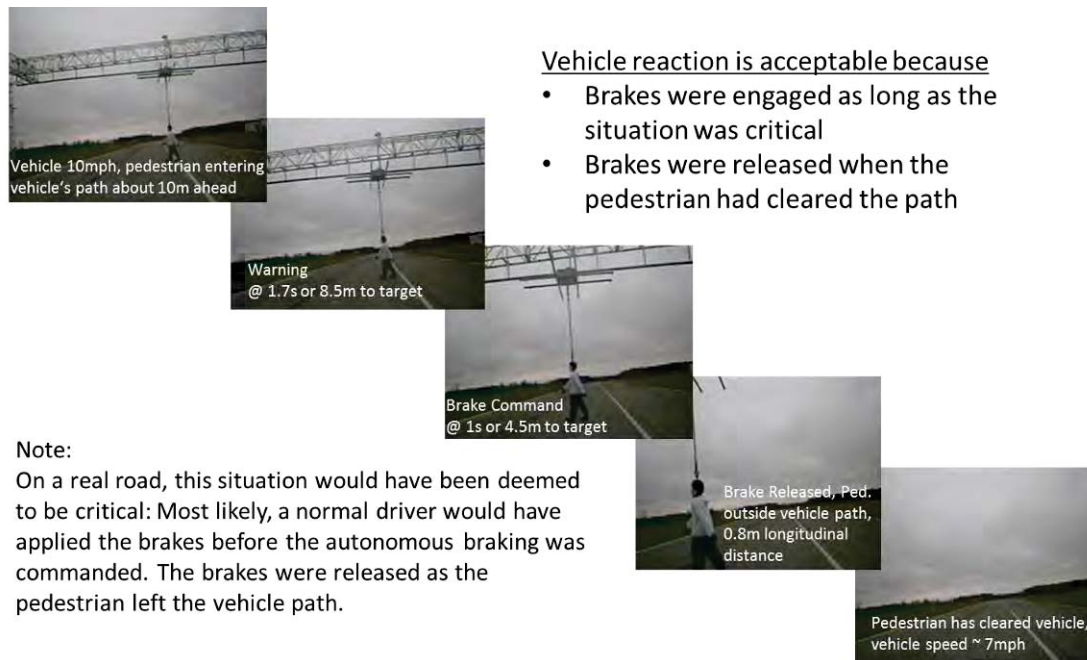 Vehicle reaction is acceptable because
• Brakes were engaged as long as the
situation was critical
• Brakes were released when the
pedestrian had cleared the path
Vehicle 10mph, pedestrian entering
vehicle's path about 10m ahead
Warning
@ 1.7s or 8.5m to target
Brake Command
@ 1s or 4.5m to target
Brake Released, Ped.
outside vehicle path,
0.8m longitudinal
distance
Pedestrian has cleared vehicle,
vehicle speed ~ 7mph
Note:
On a real road, this situation would have been deemed
to be critical: Most likely, a normal driver would have
applied the brakes before the autonomous braking was
commanded. The brakes were released as the
pedestrian left the vehicle path.